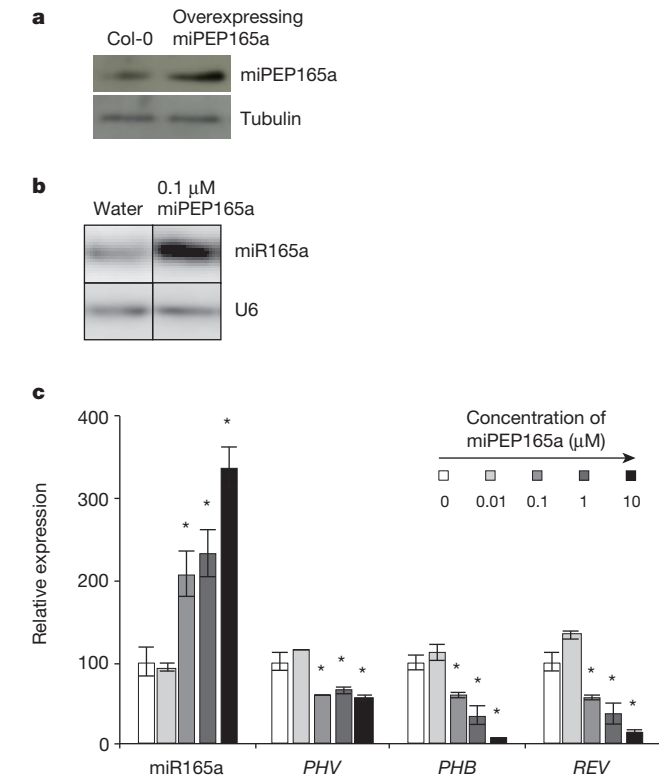 a
Col-0
Overexpressing
miPEP165a
miPEP165a
Tubulin
b
Water
0.1 μM
miPEP165a
miR165a
U6
c
Relative expression
400
300
200
100
0
Concentration of
miPEP165a (μM)
0 0.01 0.1 1 10
* * *
* * *
* * *
* * *
miR165a PHV PHB REV